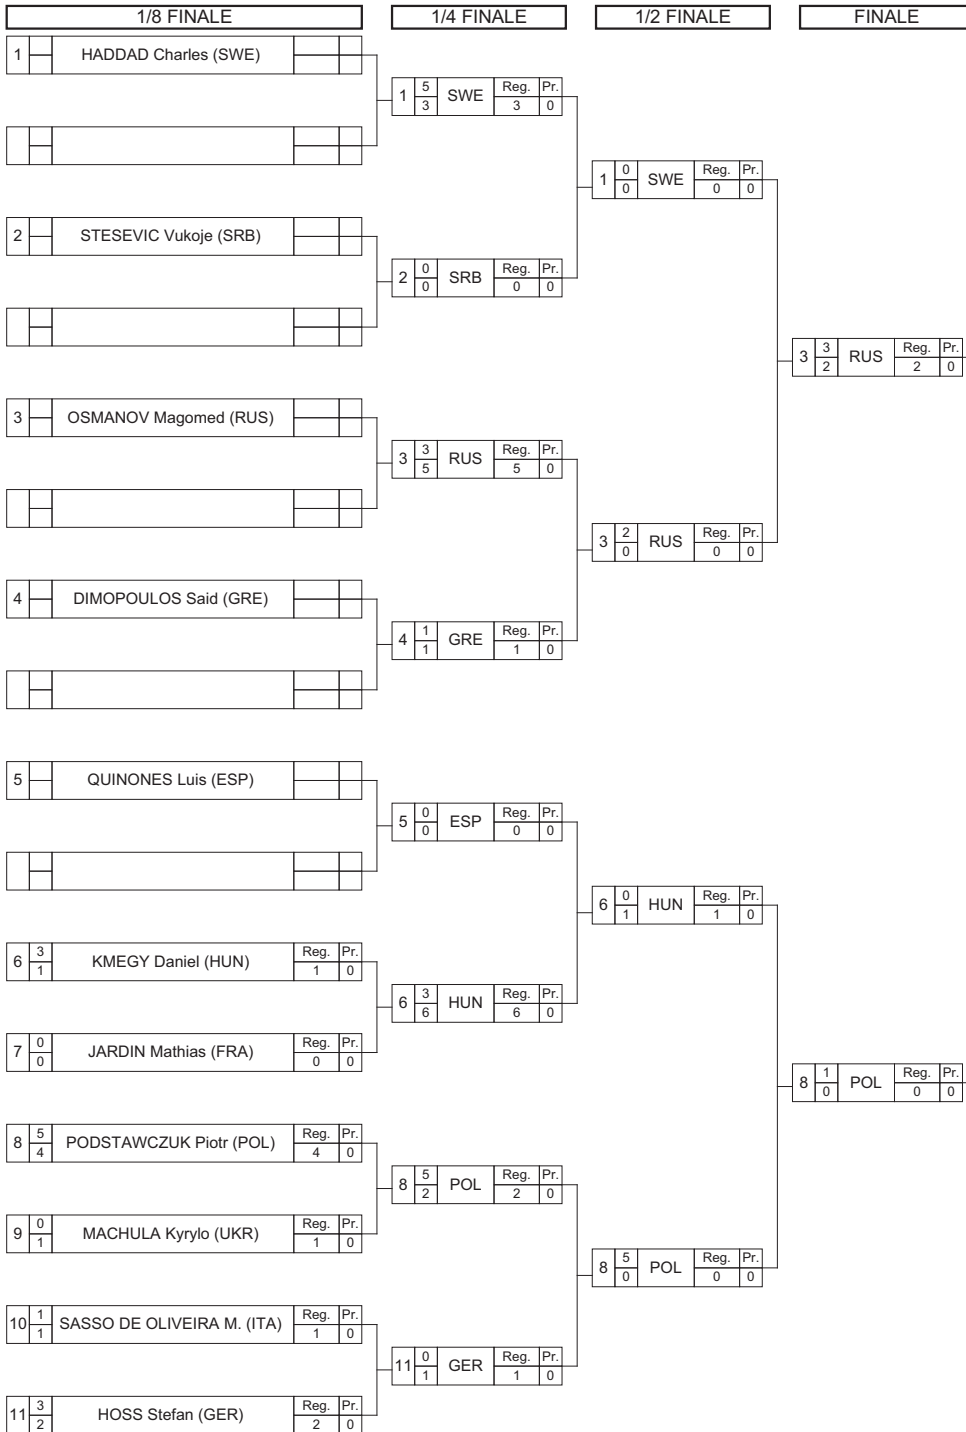 1/8 FINALE 1/4 FINALE 1/2 FINALE FINALE
1 HADDAD Charles (SWE)
1 5 3 SWE Reg. Pr. 3 0
1 0 0 SWE Reg. Pr. 0 0
2 STESEVIC Vukoje (SRB)
2 0 0 SRB Reg. Pr. 0 0
3 3 2 RUS Reg. Pr. 2 0
3 OSMANOV Magomed (RUS)
3 3 5 RUS Reg. Pr. 5 0
3 2 0 RUS Reg. Pr. 0 0
4 DIMOPOULOS Said (GRE)
4 1 1 GRE Reg. Pr. 1 0
5 QUINONES Luis (ESP)
5 0 0 ESP Reg. Pr. 0 0
6 0 1 HUN Reg. Pr. 1 0
6 3 1 KMEGY Daniel (HUN) Reg. Pr. 1 0
6 3 6 HUN Reg. Pr. 6 0
7 0 0 JARDIN Mathias (FRA) Reg. Pr. 0 0
8 1 0 POL Reg. Pr. 0 0
8 5 4 PODSTAWCZUK Piotr (POL) Reg. Pr. 4 0
8 5 2 POL Reg. Pr. 2 0
9 0 1 MACHULA Kyrylo (UKR) Reg. Pr. 1 0
8 5 0 POL Reg. Pr. 0 0
10 1 1 SASSO DE OLIVEIRA M. (ITA) Reg. Pr. 1 0
11 0 1 GER Reg. Pr. 1 0
11 3 2 HOSS Stefan (GER) Reg. Pr. 2 0